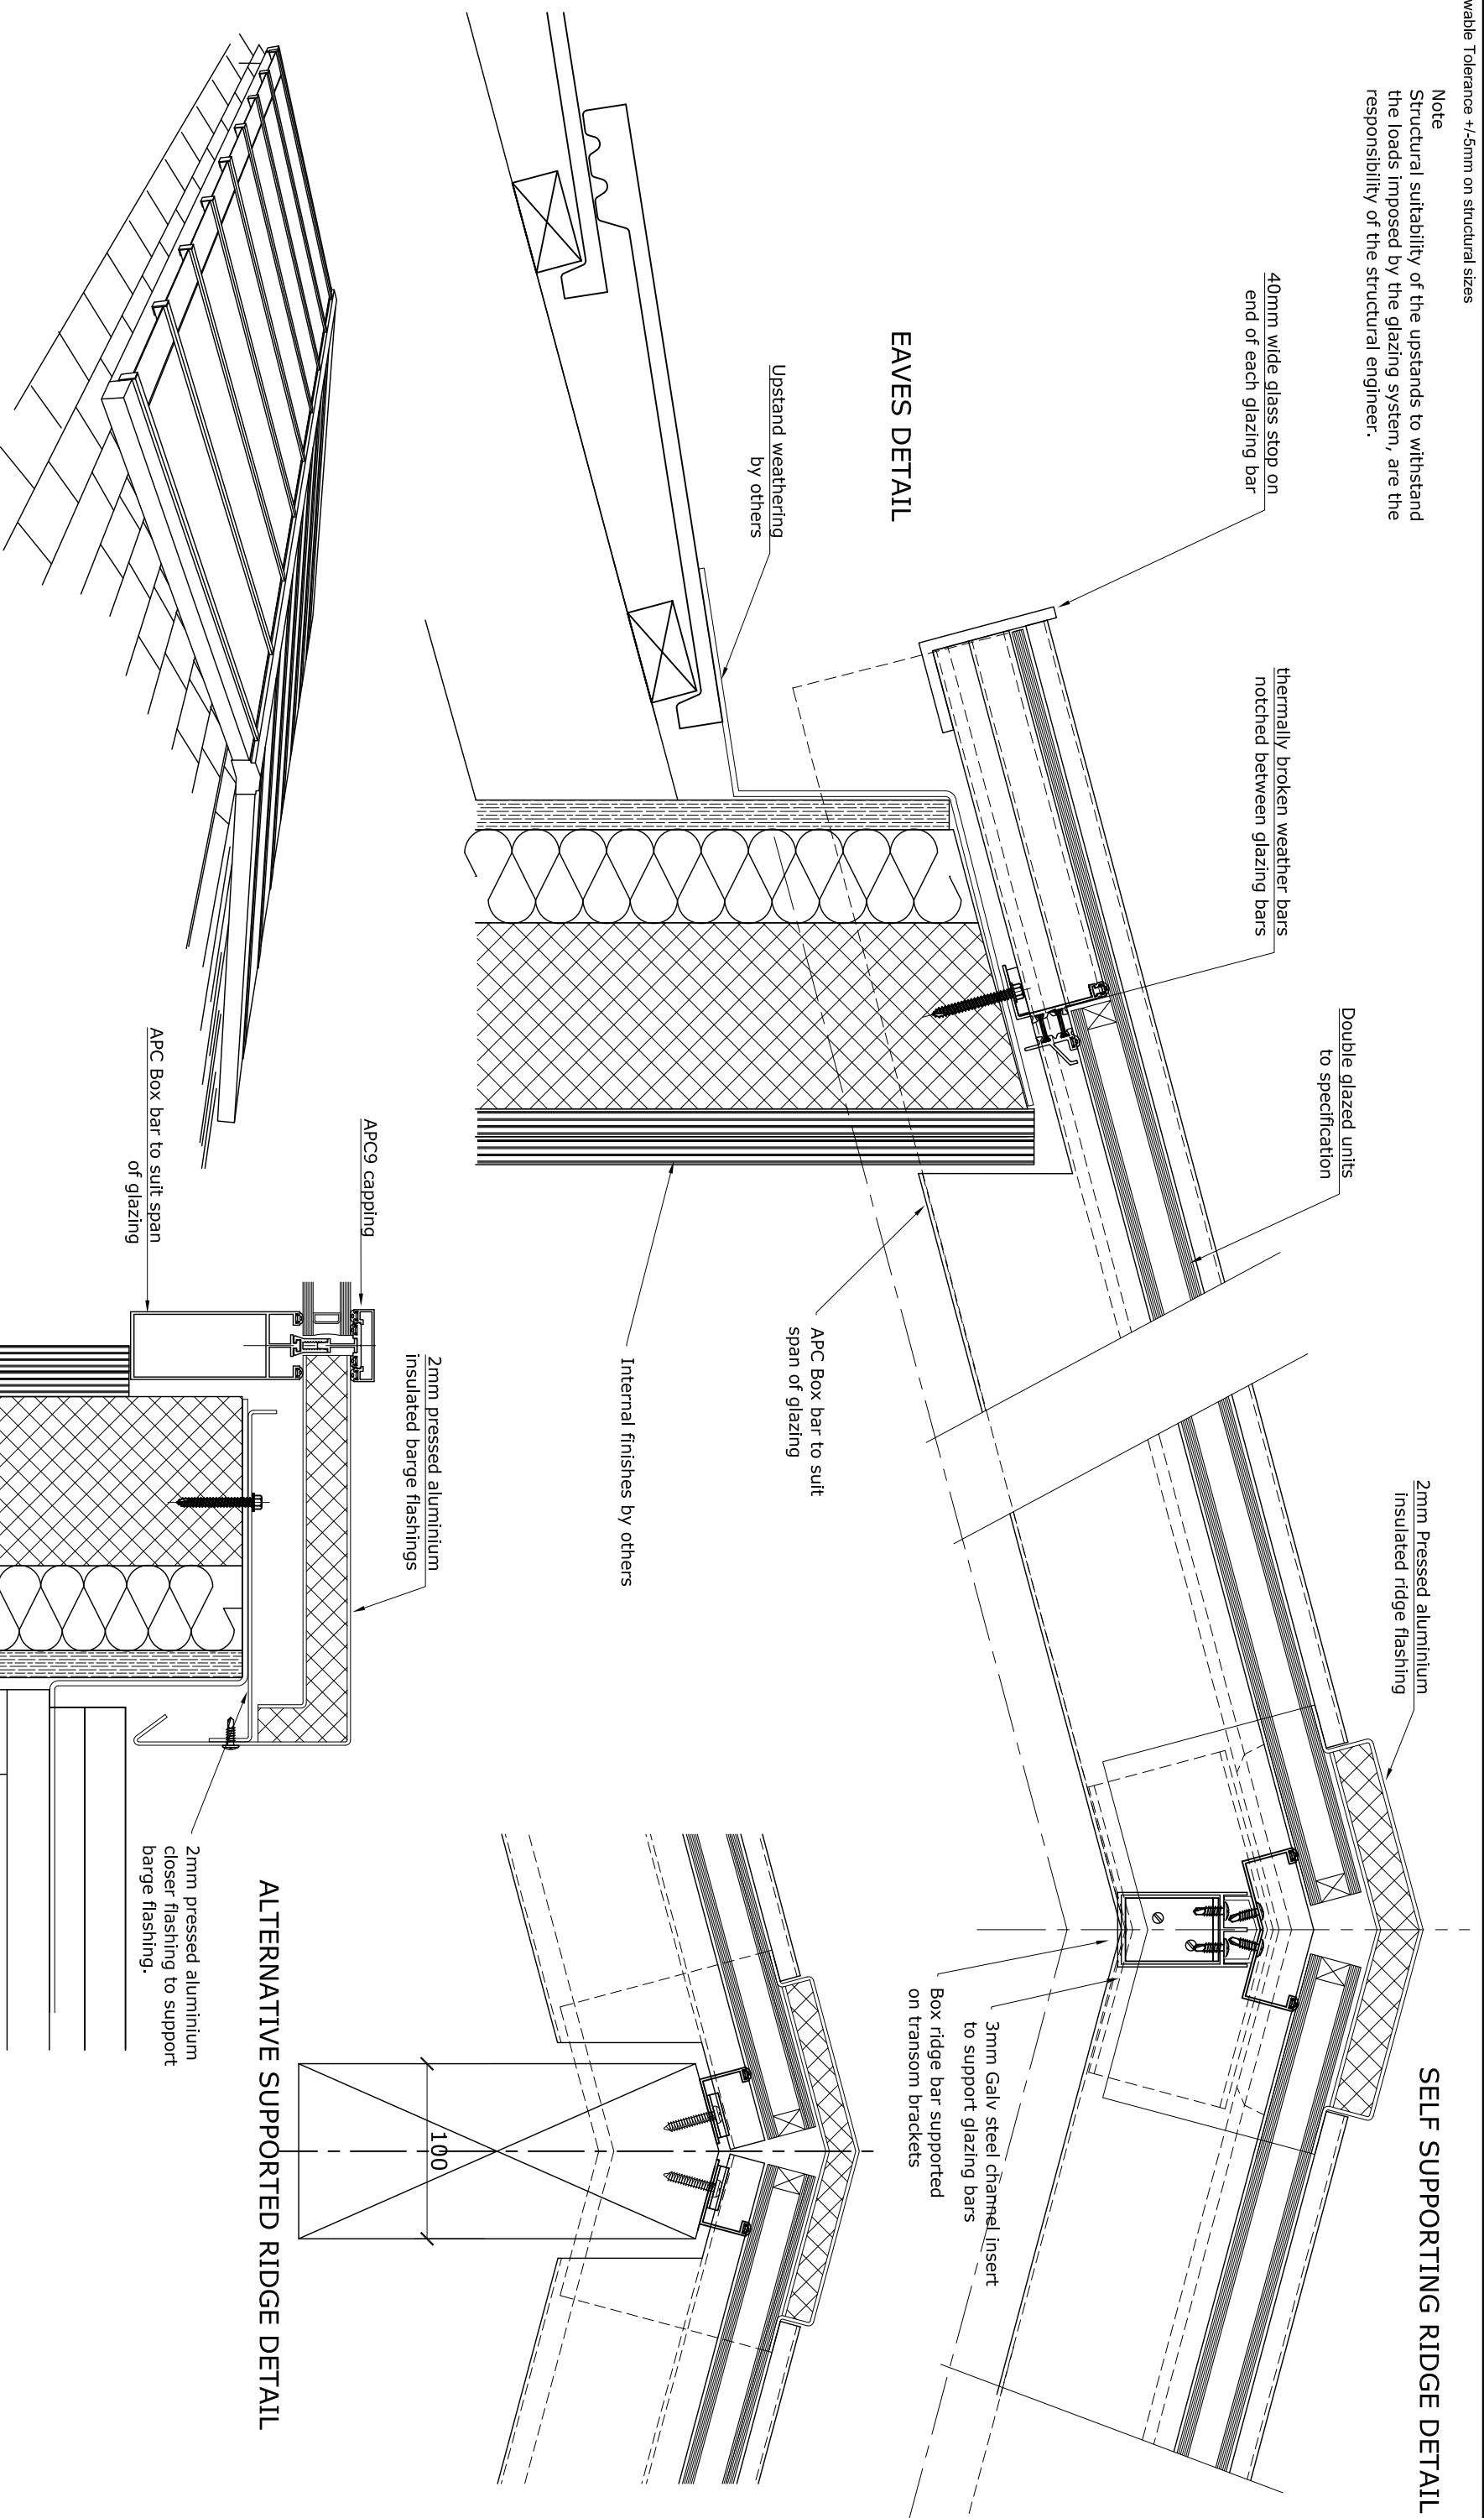 wable Tolerance +/-5mm on structural sizes
Note
Structural suitability of the upstands to withstand
the loads imposed by the glazing system, are the
responsibility of the structural engineer.
40mm wide glass stop on
end of each glazing bar
thermally broken weather bars
notched between glazing bars
Double glazed units
to specification
2mm Pressed aluminium
insulated ridge flashing
SELF SUPPORTING RIDGE DETAIL
EAVES DETAIL
Upstand weathering
by others
APC Box bar to suit
span of glazing
Internal finishes by others
3mm Galv steel channel insert
to support glazing bars
Box ridge bar supported
on transom brackets
APC9 capping
2mm pressed aluminium
insulated barge flashings
APC Box bar to suit span
of glazing
2mm pressed aluminium
closer flashing to support
barge flashing.
100
ALTERNATIVE SUPPORTED RIDGE DETAIL